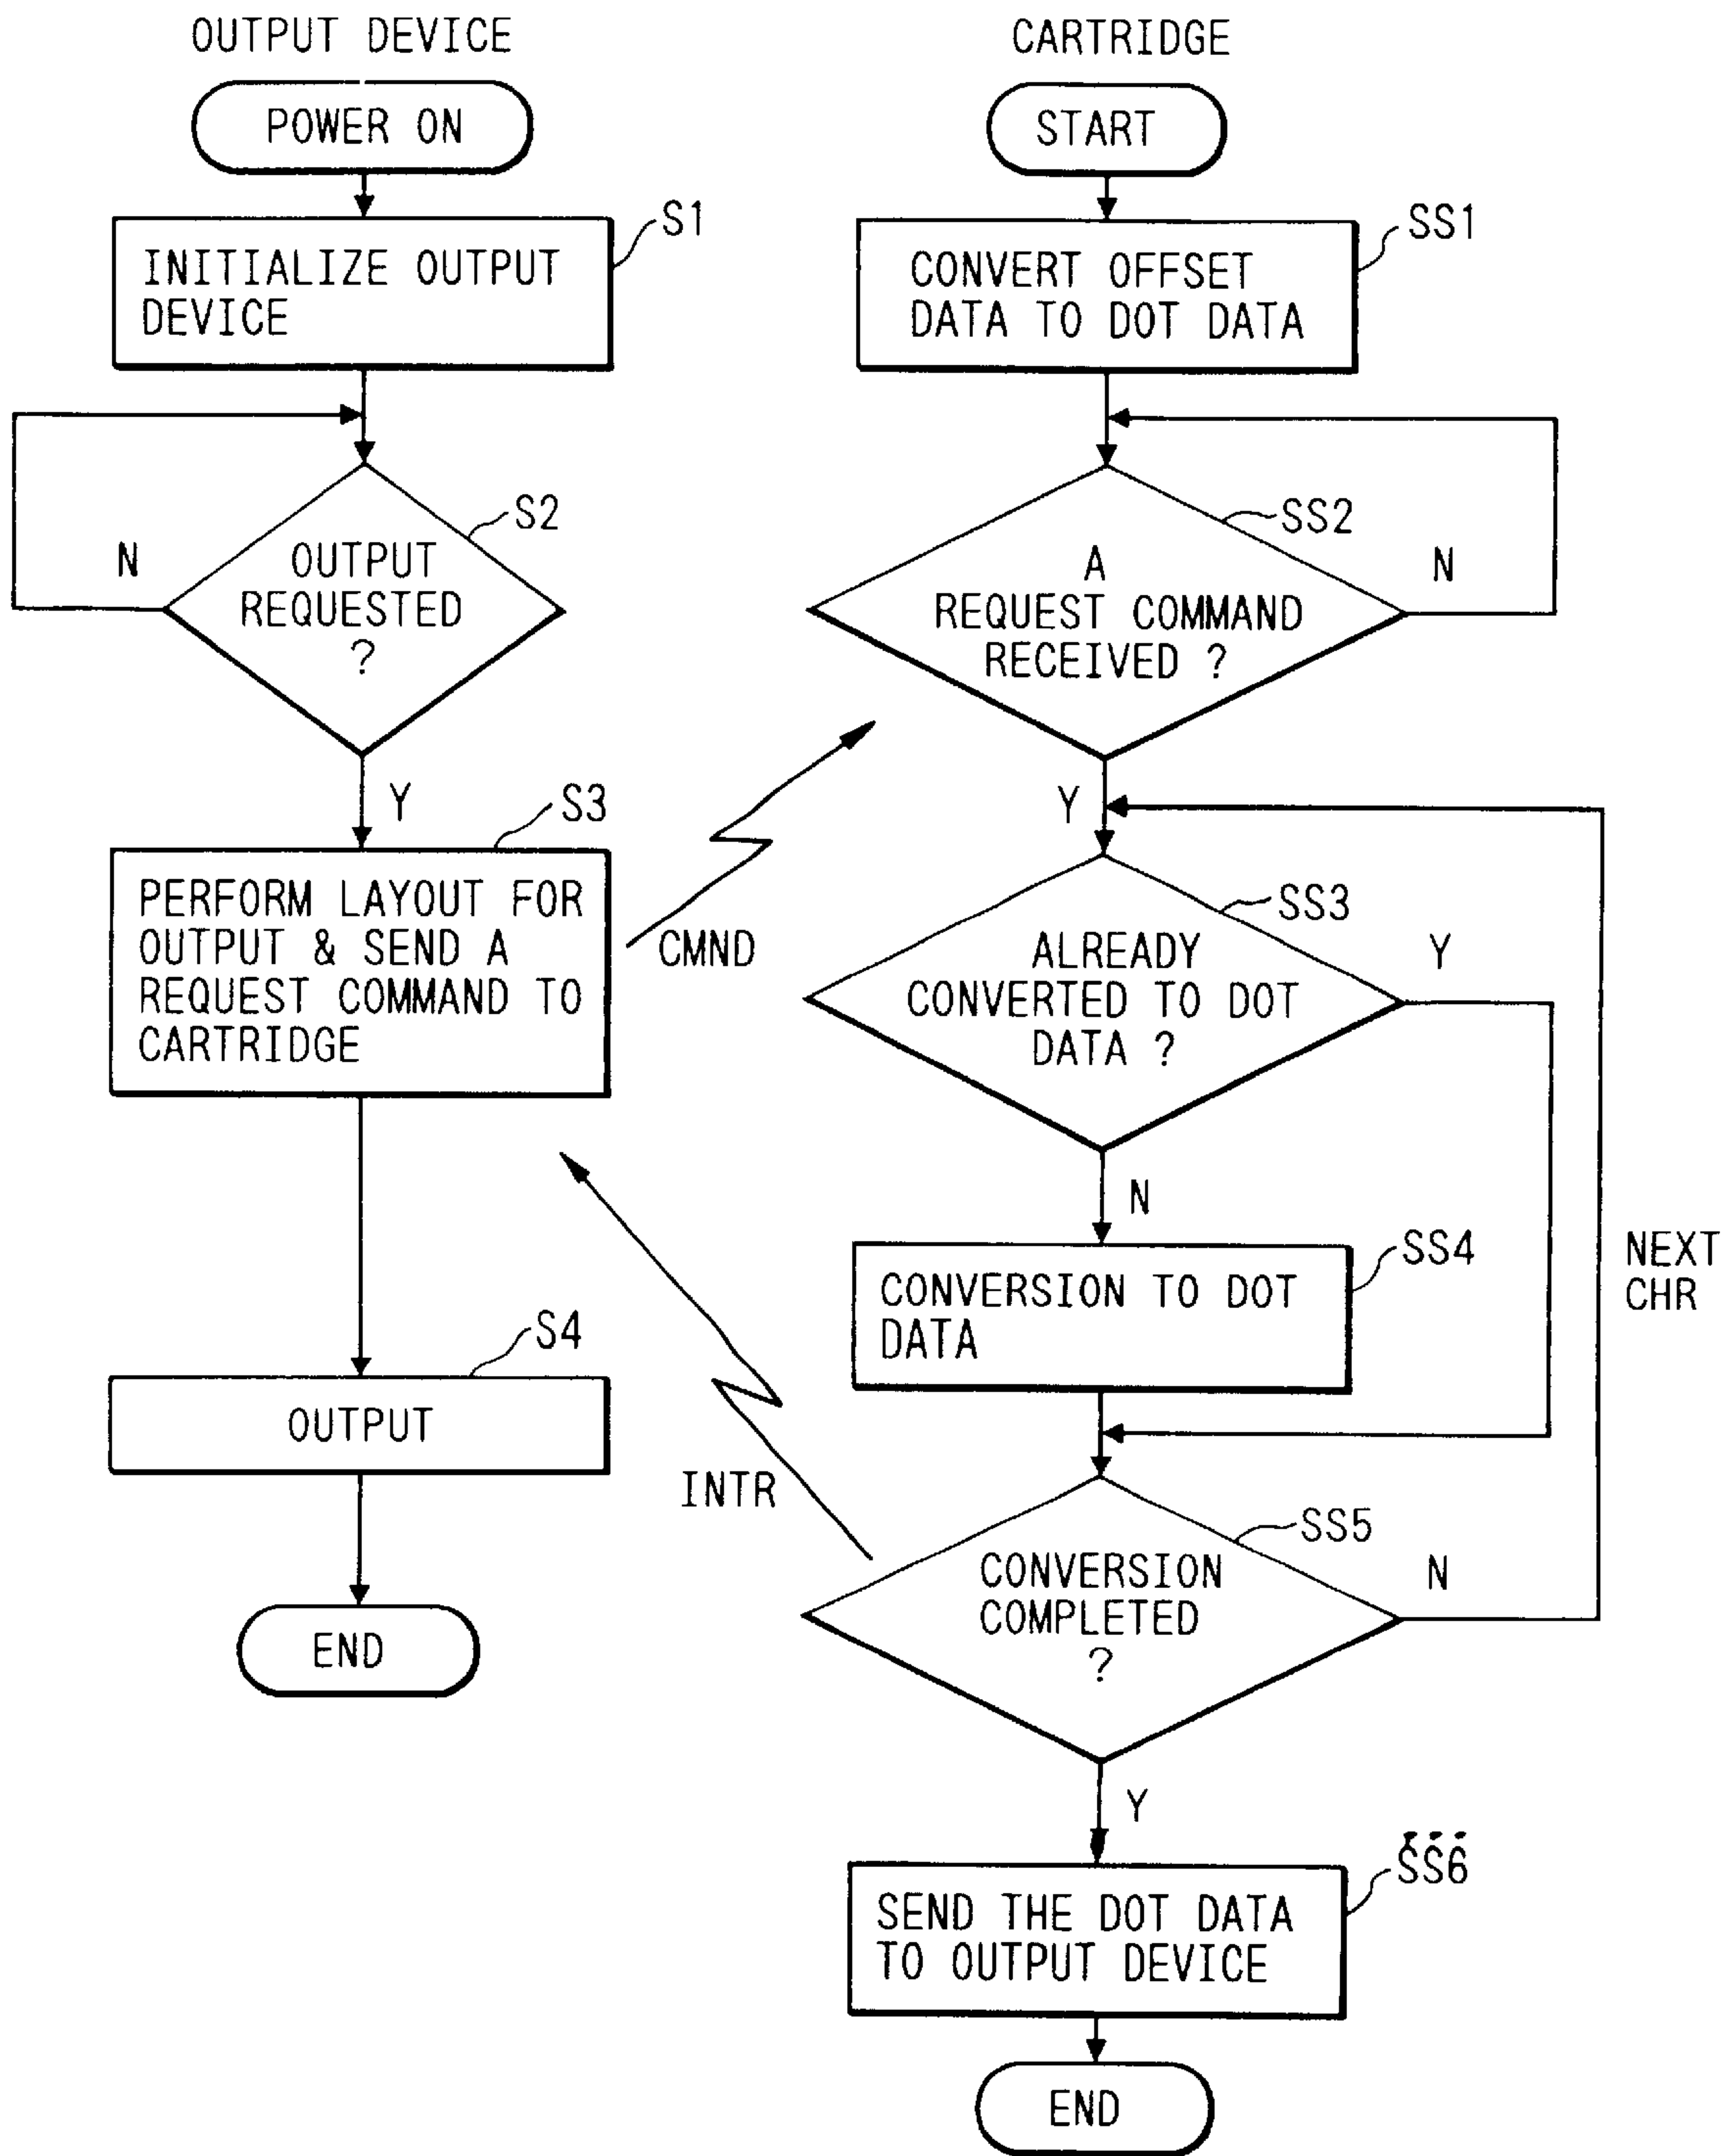 OUTPUT DEVICE
POWER ON
S1
INITIALIZE OUTPUT
DEVICE
S2
N
OUTPUT
REQUESTED
?
Y
S3
PERFORM LAYOUT FOR
OUTPUT & SEND A
REQUEST COMMAND TO
CARTRIDGE
CMND
S4
OUTPUT
INTR
END
CARTRIDGE
START
SS1
CONVERT OFFSET
DATA TO DOT DATA
SS2
A
REQUEST COMMAND
RECEIVED ?
N
Y
SS3
ALREADY
CONVERTED TO DOT
DATA ?
Y
N
SS4
CONVERSION TO DOT
DATA
NEXT
CHR
SS5
CONVERSION
COMPLETED
?
N
Y
SS6
SEND THE DOT DATA
TO OUTPUT DEVICE
END